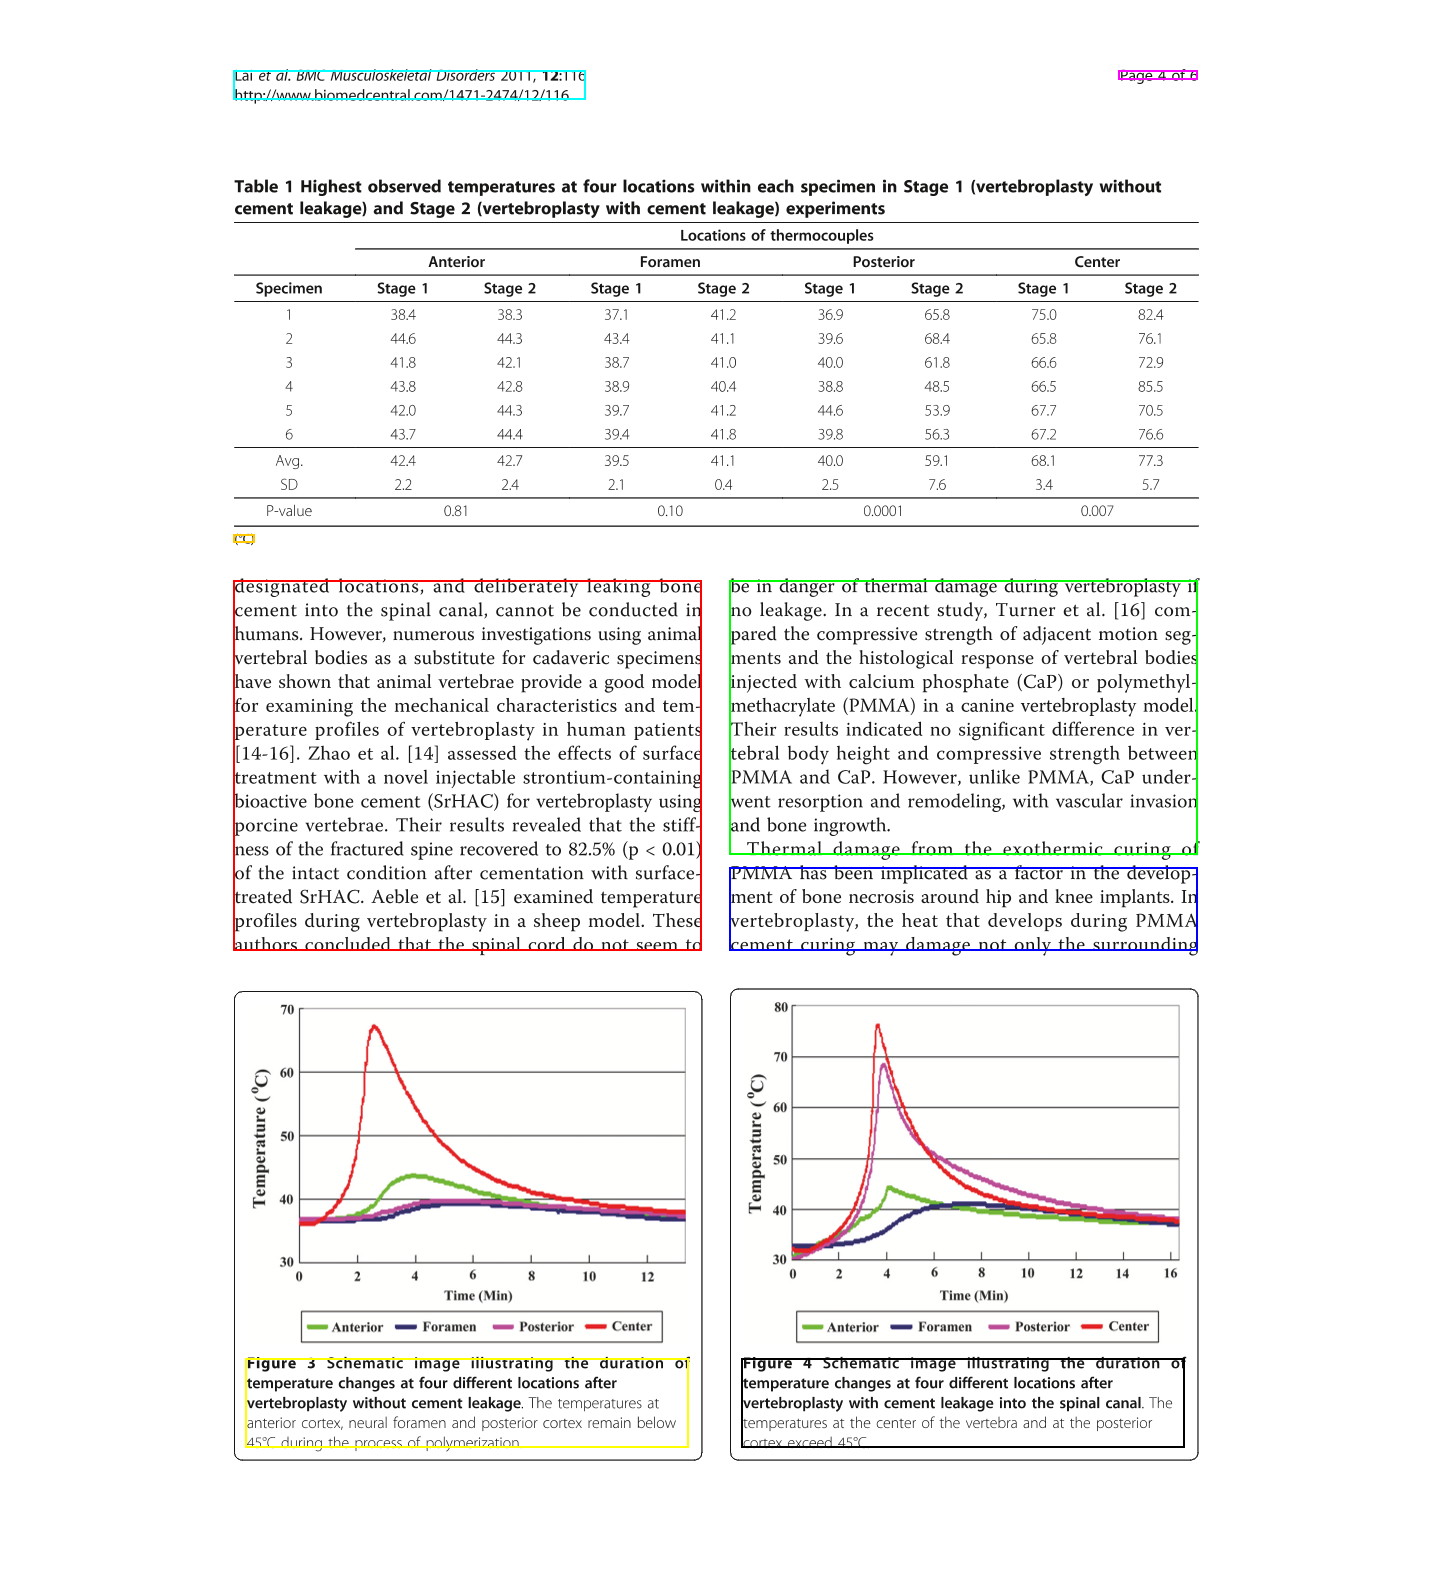 Lai et al. BMC Musculoskeletal Disorders 2011, 12:116
http://www.biomedcentral.com/1471-2474/12/116
Page 4 of 6
Table 1 Highest observed temperatures at four locations within each specimen in Stage 1 (vertebroplasty without
cement leakage) and Stage 2 (vertebroplasty with cement leakage) experiments
Locations of thermocouples
Anterior Foramen Posterior Center
Specimen Stage 1 Stage 2 Stage 1 Stage 2 Stage 1 Stage 2 Stage 1 Stage 2
1 38.4 38.3 37.1 41.2 36.9 65.8 75.0 82.4
2 44.6 44.3 43.4 41.1 39.6 68.4 65.8 76.1
3 41.8 42.1 38.7 41.0 40.0 61.8 66.6 72.9
4 43.8 42.8 38.9 40.4 38.8 48.5 66.5 85.5
5 42.0 44.3 39.7 41.2 44.6 53.9 67.7 70.5
6 43.7 44.4 39.4 41.8 39.8 56.3 67.2 76.6
Avg. 42.4 42.7 39.5 41.1 40.0 59.1 68.1 77.3
SD 2.2 2.4 2.1 0.4 2.5 7.6 3.4 5.7
P-value 0.81 0.10 0.0001 0.007
(°C)
designated locations, and deliberately leaking bone
cement into the spinal canal, cannot be conducted in
humans. However, numerous investigations using animal
vertebral bodies as a substitute for cadaveric specimens
have shown that animal vertebrae provide a good model
for examining the mechanical characteristics and tem-
perature profiles of vertebroplasty in human patients
[14-16]. Zhao et al. [14] assessed the effects of surface
treatment with a novel injectable strontium-containing
bioactive bone cement (SrHAC) for vertebroplasty using
porcine vertebrae. Their results revealed that the stiff-
ness of the fractured spine recovered to 82.5% (p < 0.01)
of the intact condition after cementation with surface-
treated SrHAC. Aeble et al. [15] examined temperature
profiles during vertebroplasty in a sheep model. These
authors concluded that the spinal cord do not seem to
be in danger of thermal damage during vertebroplasty if
no leakage. In a recent study, Turner et al. [16] com-
pared the compressive strength of adjacent motion seg-
ments and the histological response of vertebral bodies
injected with calcium phosphate (CaP) or polymethyl-
methacrylate (PMMA) in a canine vertebroplasty model.
Their results indicated no significant difference in ver-
tebral body height and compressive strength between
PMMA and CaP. However, unlike PMMA, CaP under-
went resorption and remodeling, with vascular invasion
and bone ingrowth.
Thermal damage from the exothermic curing of
PMMA has been implicated as a factor in the develop-
ment of bone necrosis around hip and knee implants. In
vertebroplasty, the heat that develops during PMMA
cement curing may damage not only the surrounding
70
60
50
40
30
Temperature (°C)
0 2 4 6 8 10 12
Time (Min)
Anterior Foramen Posterior Center
Figure 3 Schematic image illustrating the duration of
temperature changes at four different locations after
vertebroplasty without cement leakage. The temperatures at
anterior cortex, neural foramen and posterior cortex remain below
45°C during the process of polymerization.
80
70
60
50
40
30
Temperature (°C)
0 2 4 6 8 10 12 14 16
Time (Min)
Anterior Foramen Posterior Center
Figure 4 Schematic image illustrating the duration of
temperature changes at four different locations after
vertebroplasty with cement leakage into the spinal canal. The
temperatures at the center of the vertebra and at the posterior
cortex exceed 45°C.